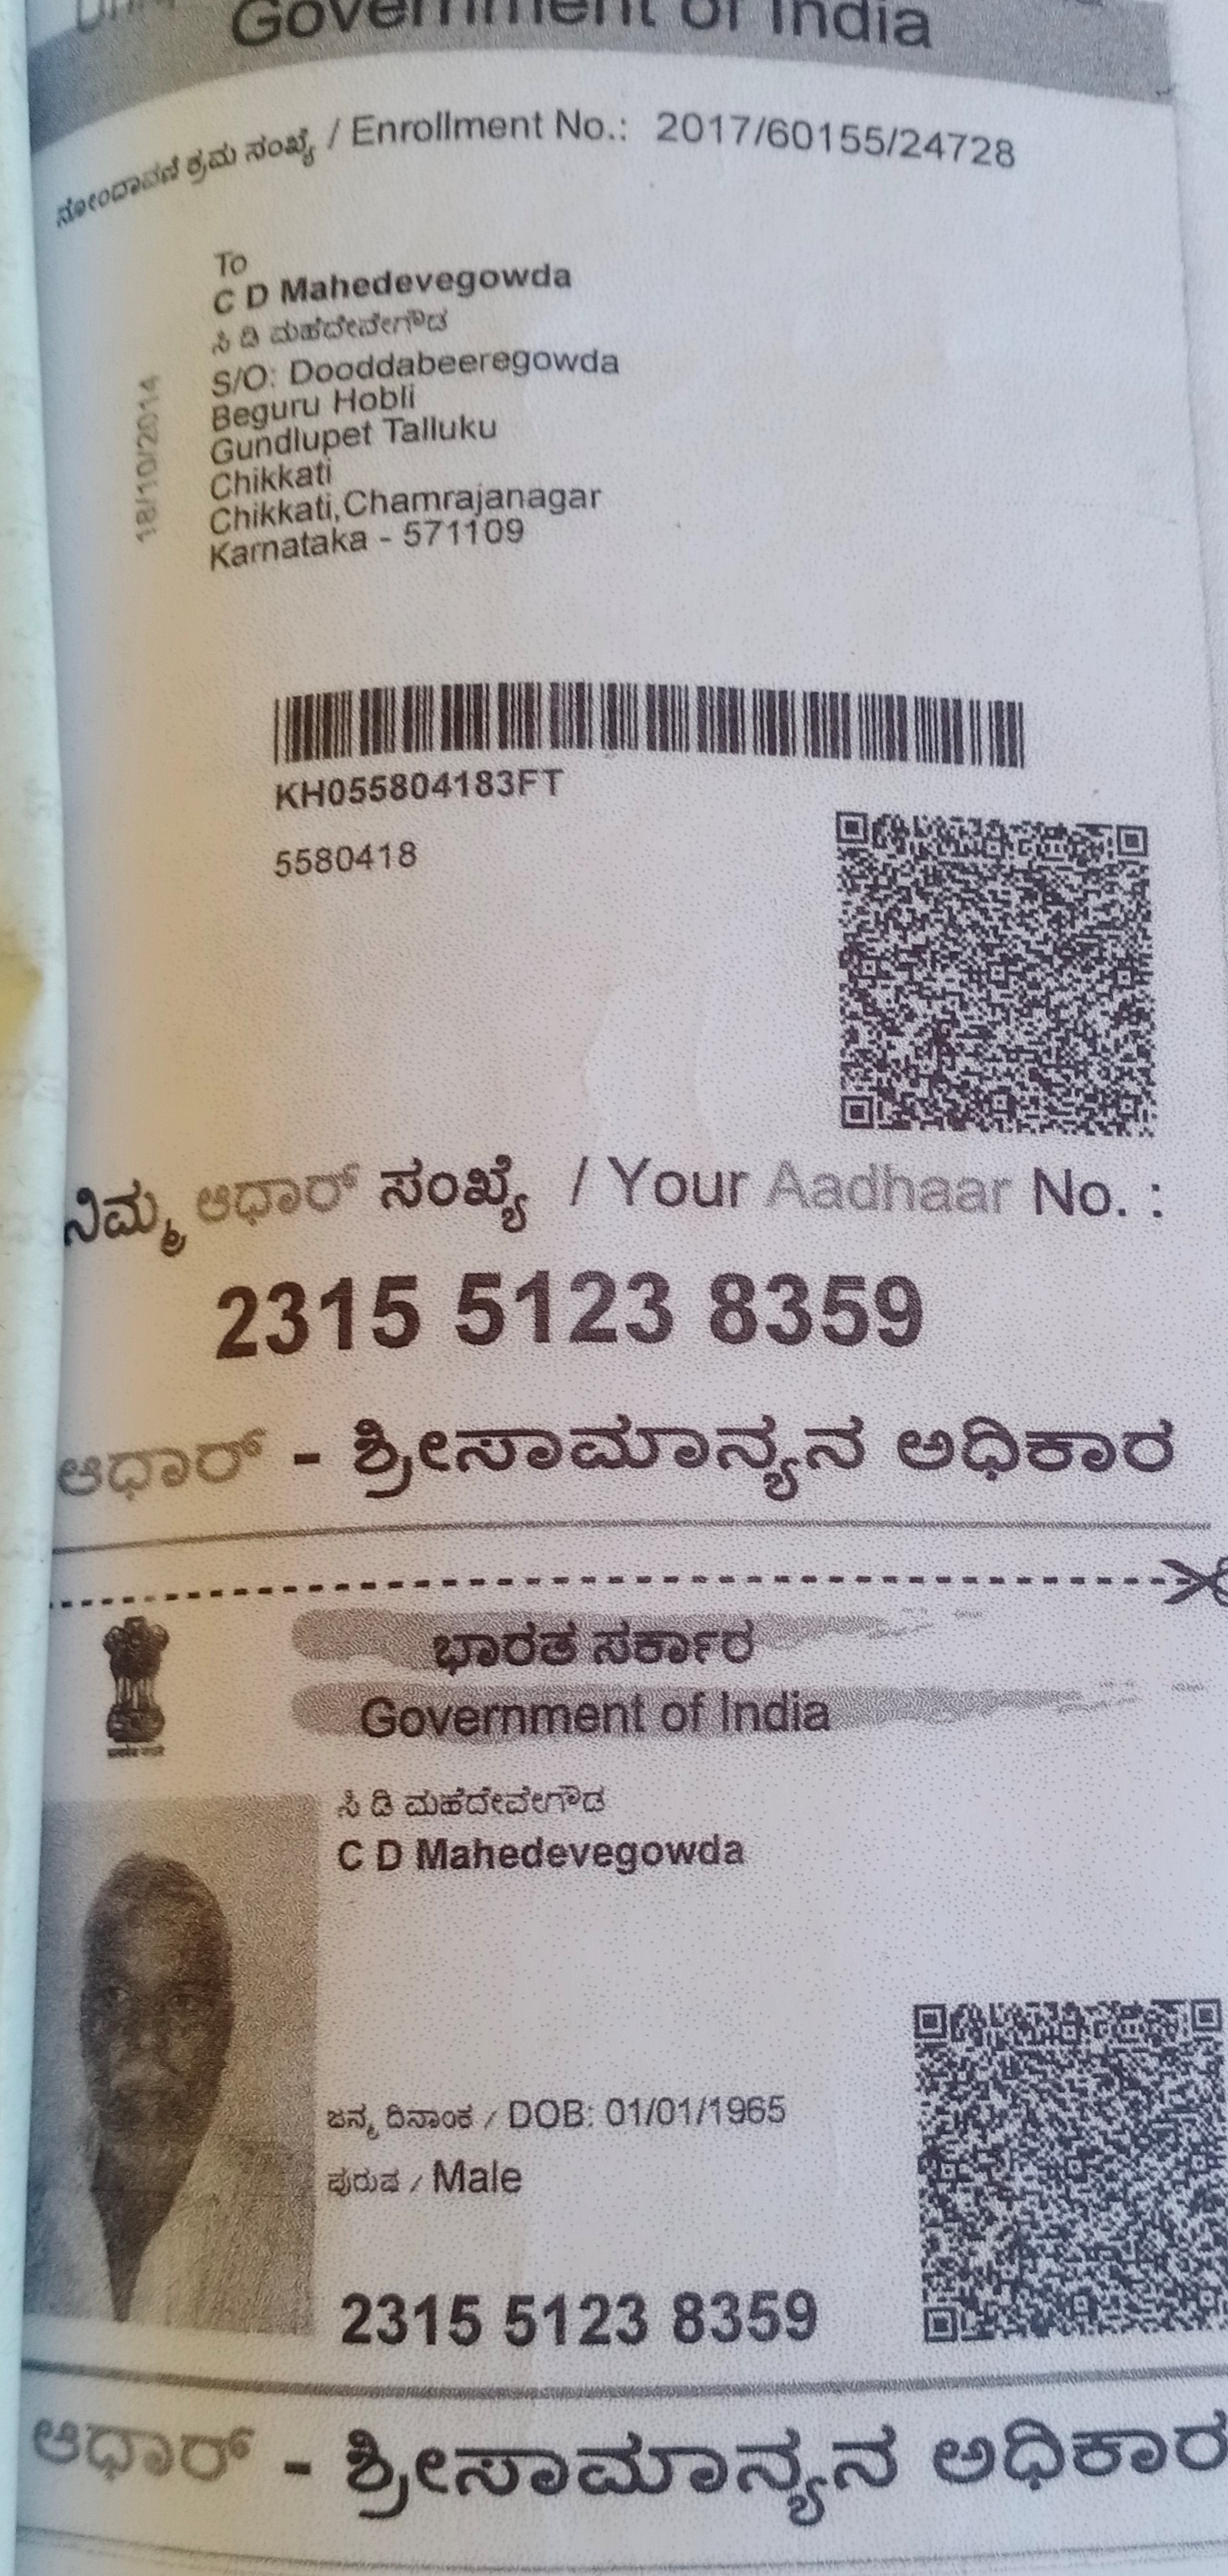 Government of India
ನೋಂದಾವಣಿ ಕ್ರಮ ಸಂಖ್ಯೆ / Enrollment No.: 2017/60155/24728
To
C D Mahedevegowda
ಸಿ ಡಿ ಮಹೆದೇವೇಗೌಡ
S/O: Dooddabeeregowda
Beguru Hobli
Gundlupet Talluku
Chikkati
Chikkati,Chamrajanagar
Karnataka - 571109
18/10/2014
KH055804183FT
5580418
ನಿಮ್ಮ ಆಧಾರ್ ಸಂಖ್ಯೆ / Your Aadhaar No. :
2315 5123 8359
ಆಧಾರ್ - ಶ್ರೀಸಾಮಾನ್ಯನ ಅಧಿಕಾರ
ಭಾರತ ಸರ್ಕಾರ
Government of India
ಸಿ ಡಿ ಮಹೆದೇವೇಗೌಡ
C D Mahedevegowda
ಜನ್ಮ ದಿನಾಂಕ / DOB: 01/01/1965
ಪುರುಷ / Male
2315 5123 8359
ಆಧಾರ್ - ಶ್ರೀಸಾಮಾನ್ಯನ ಅಧಿಕಾರ